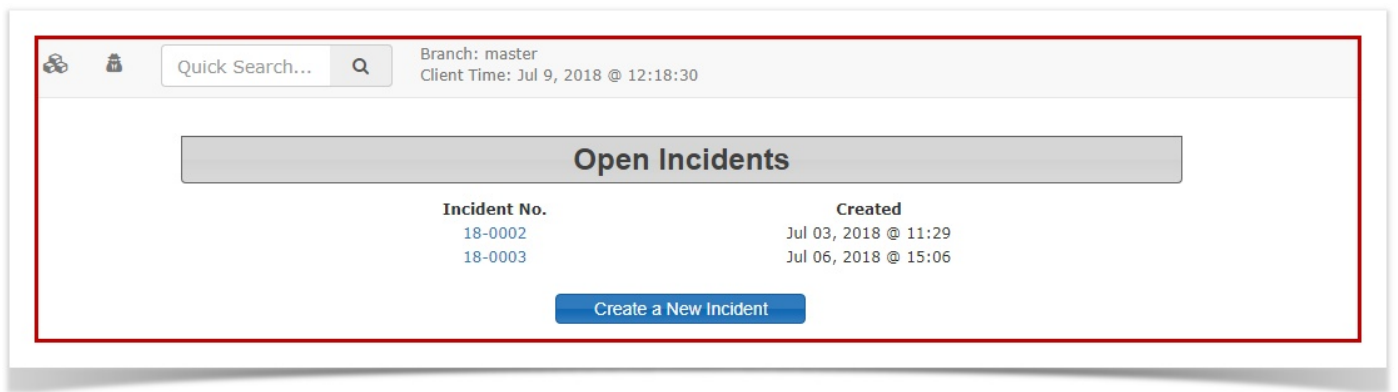 Quick Search...
Branch: master
Client Time: Jul 9, 2018 @ 12:18:30
Open Incidents
Incident No. Created
18-0002 Jul 03, 2018 @ 11:29
18-0003 Jul 06, 2018 @ 15:06
Create a New Incident